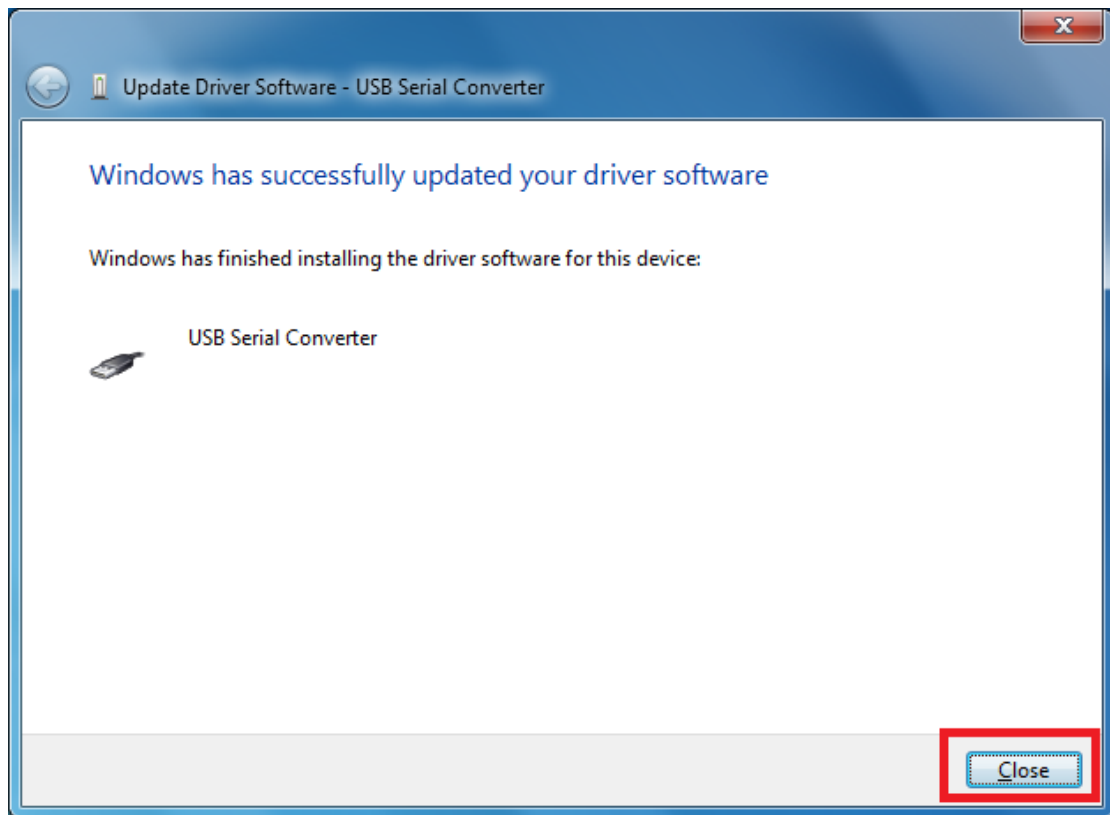 Update Driver Software - USB Serial Converter
Windows has successfully updated your driver software
Windows has finished installing the driver software for this device:
USB Serial Converter
Close